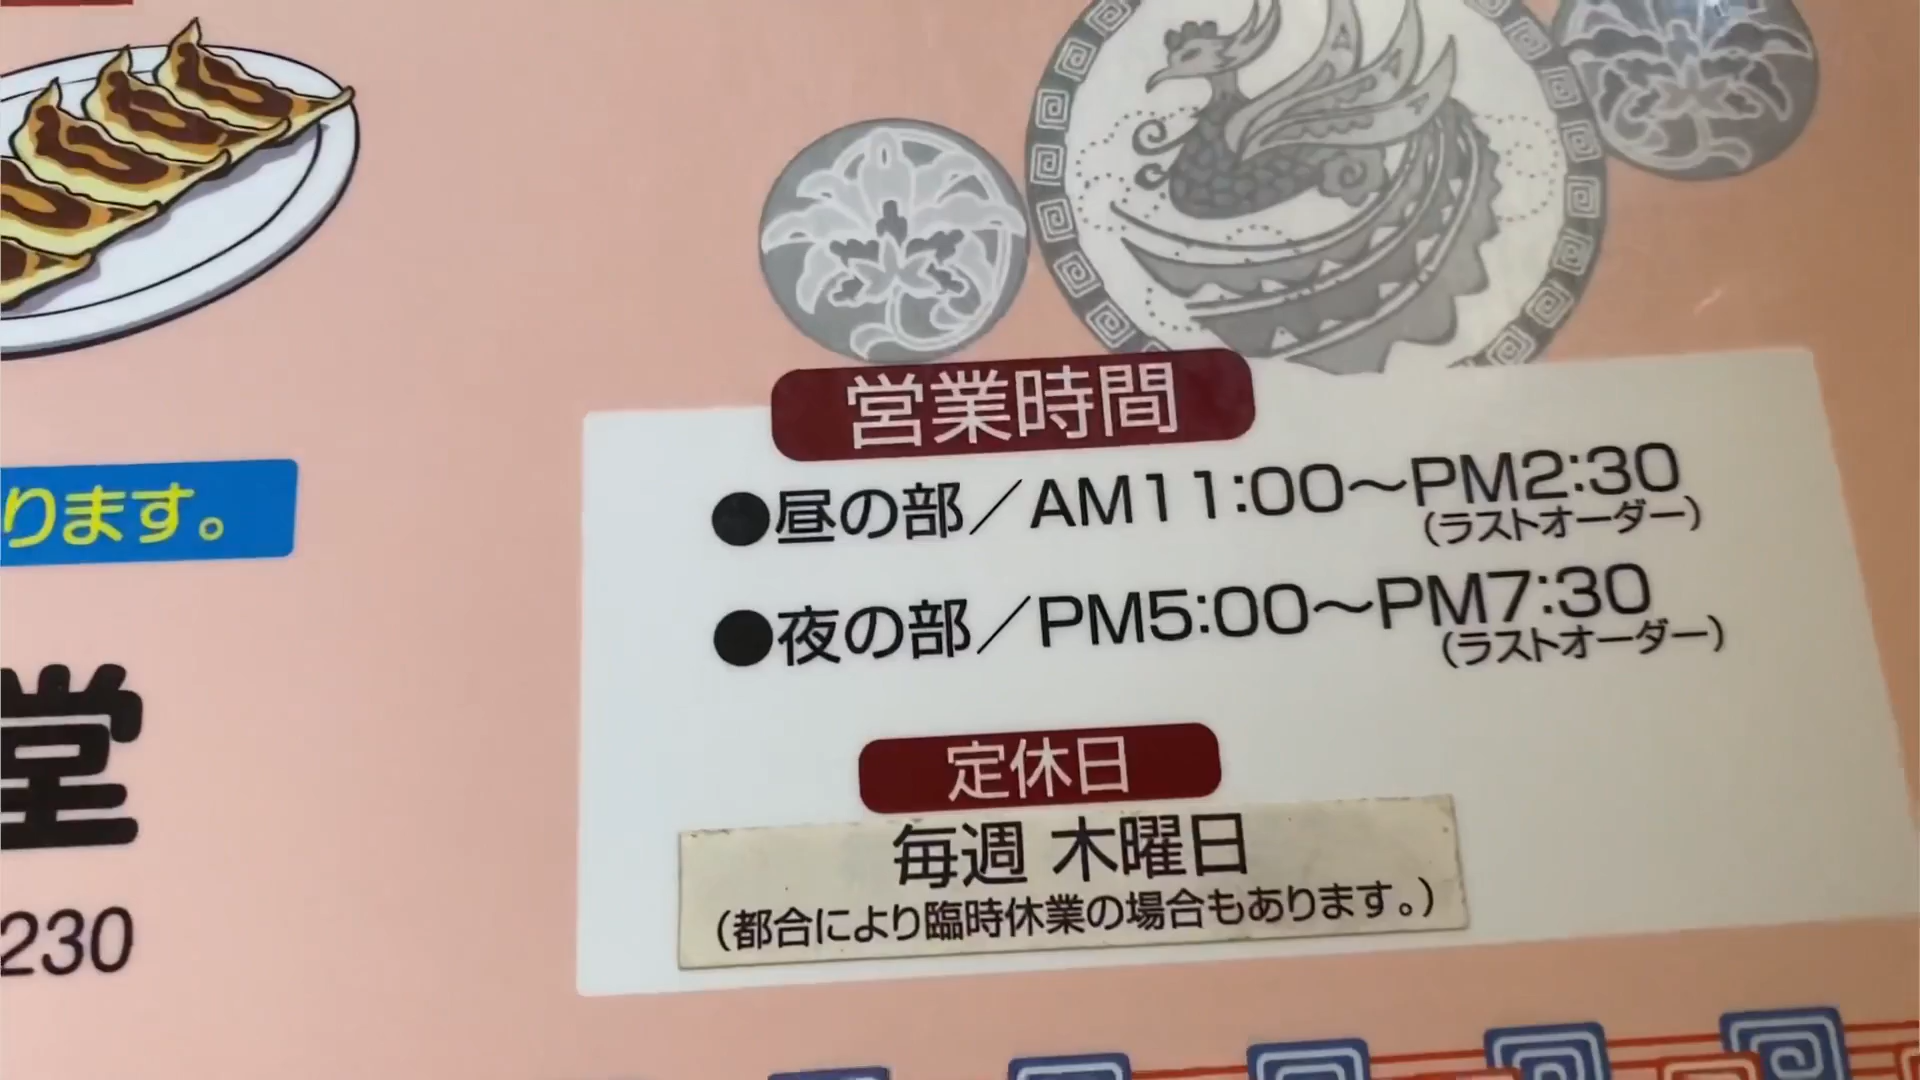 ります。
堂
230
営業時間
●昼の部／AM11:00～PM2:30
(ラストオーダー)
●夜の部／PM5:00～PM7:30
(ラストオーダー)
定休日
毎週 木曜日
(都合により臨時休業の場合もあります。)